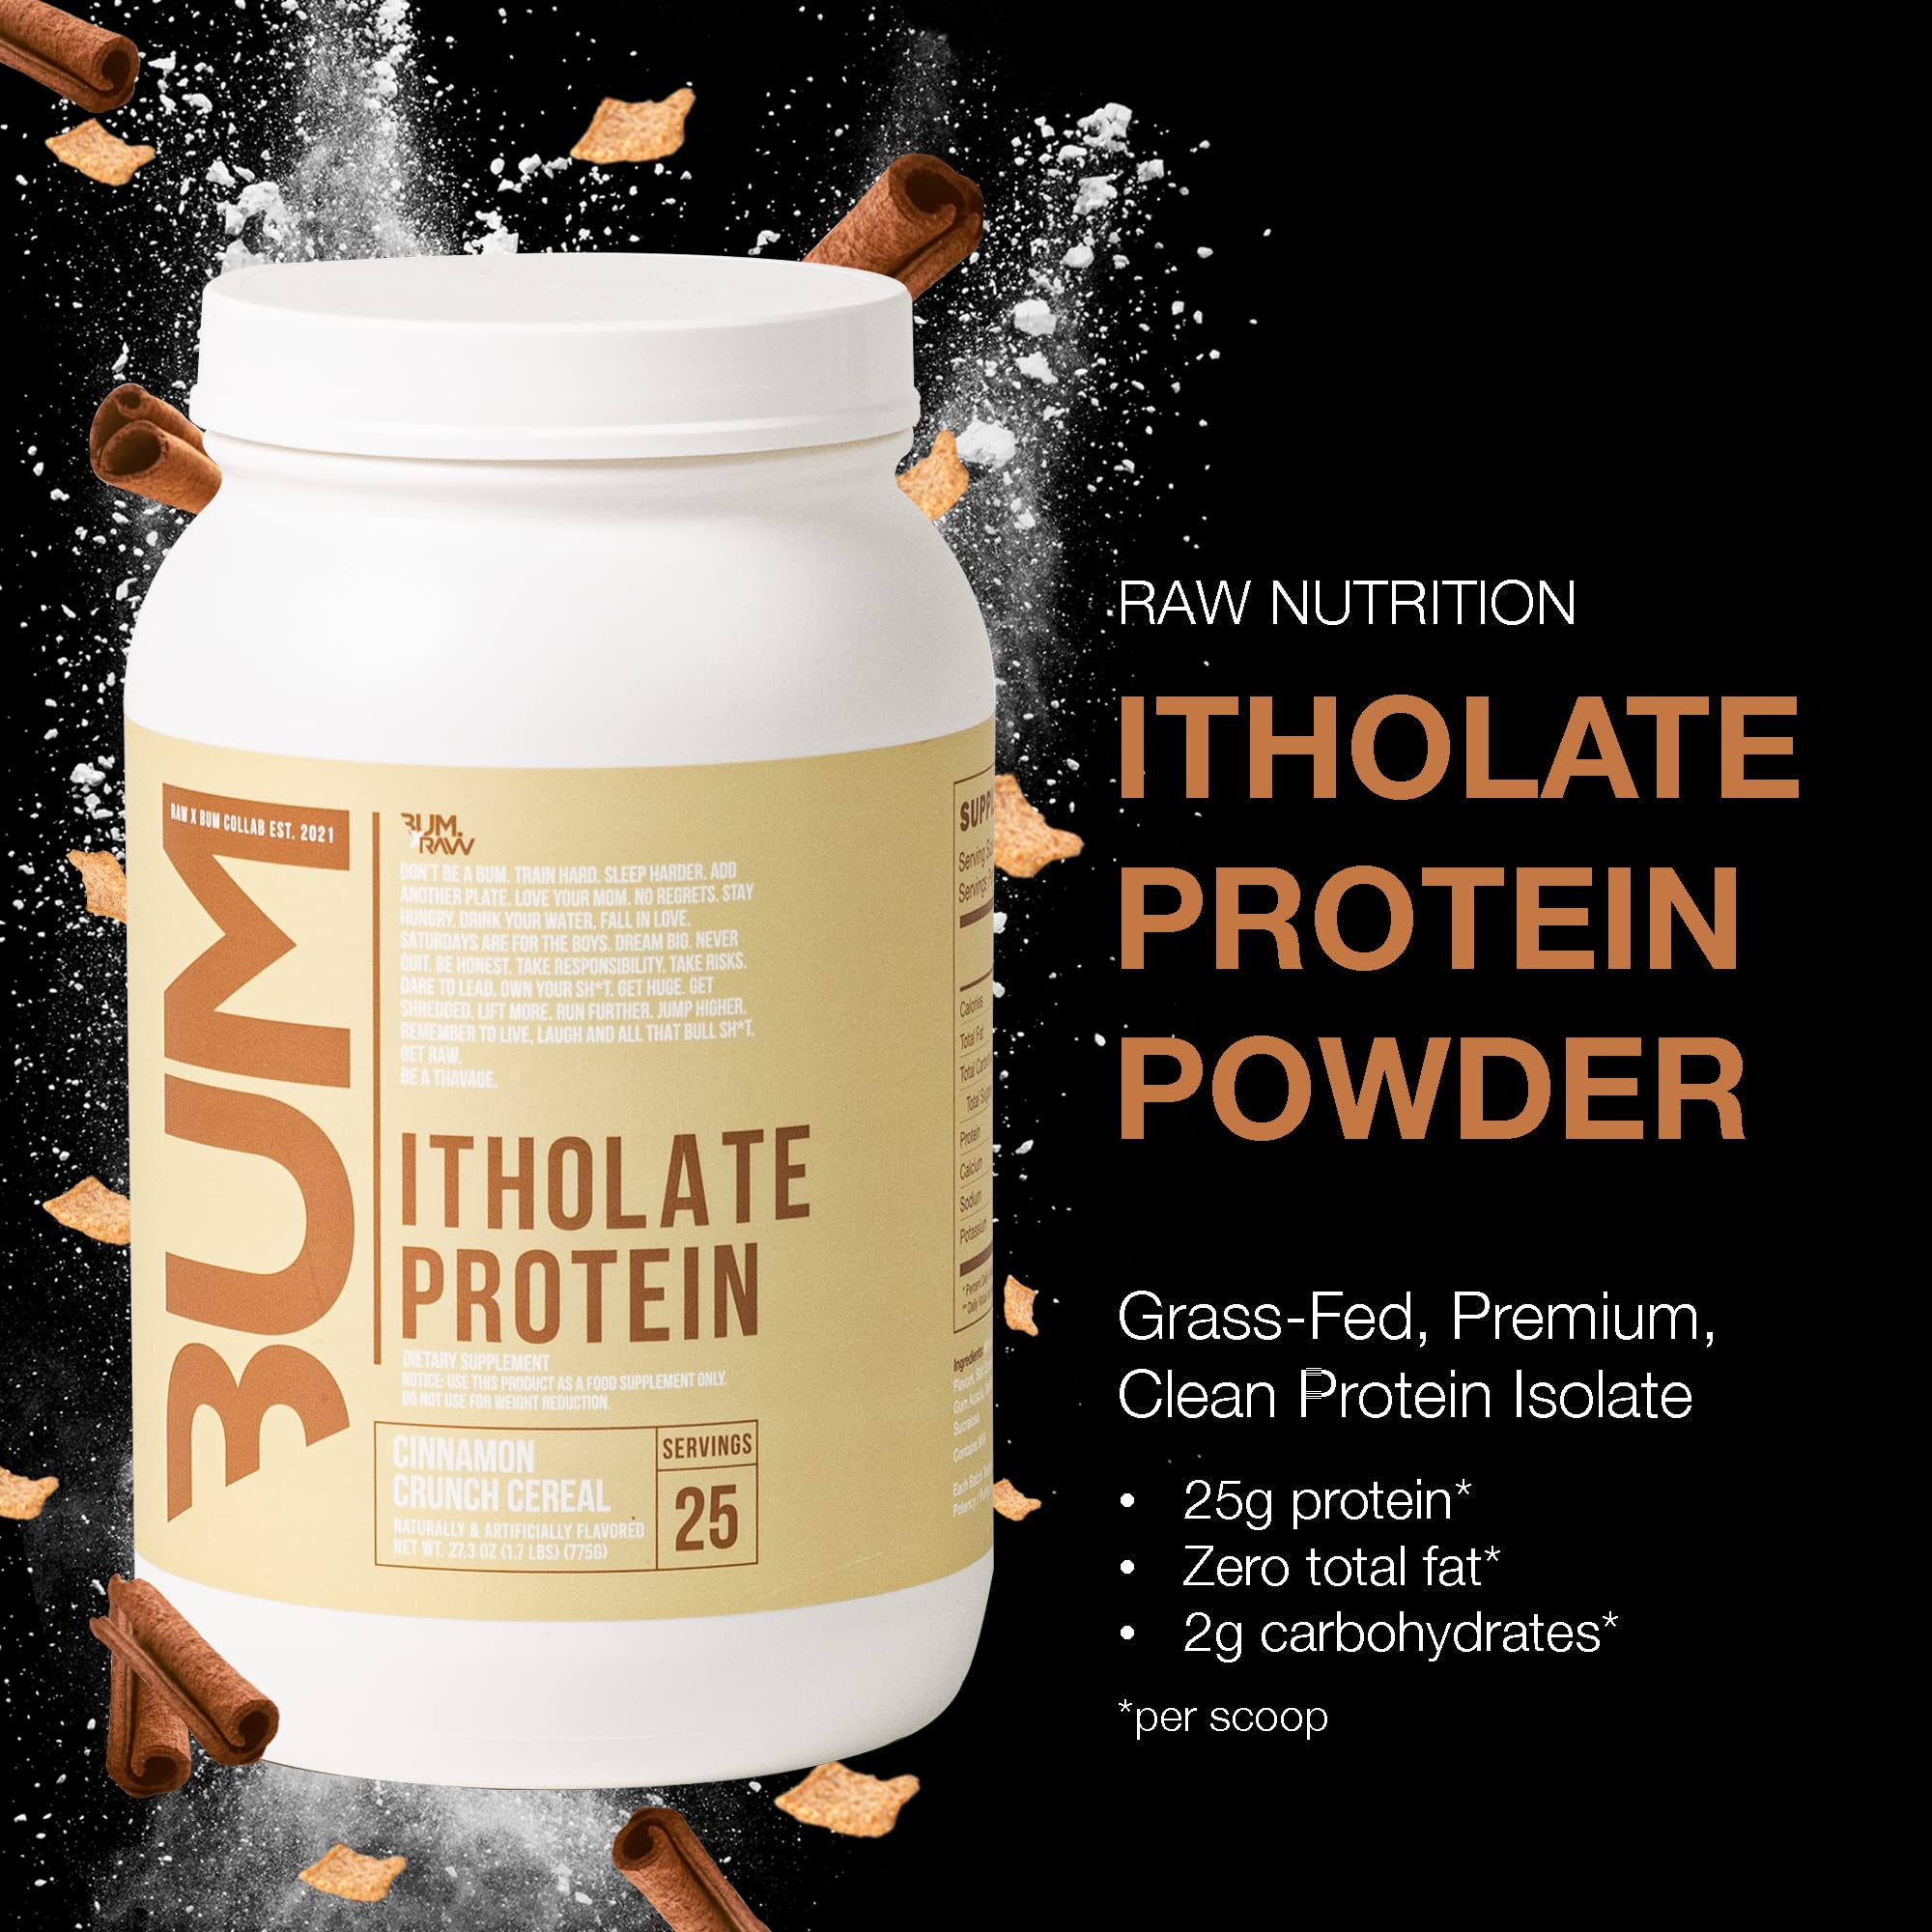 RAW X BUM COLLAB EST. 2021
BUM
BUM.
X RAW
DON'T BE A BUM. TRAIN HARD. SLEEP HARDER. ADD
ANOTHER PLATE. LOVE YOUR MOM. NO REGRETS. STAY
HUNGRY. DRINK YOUR WATER. FALL IN LOVE.
SATURDAYS ARE FOR THE BOYS. DREAM BIG. NEVER
QUIT. BE HONEST. TAKE RESPONSIBILITY. TAKE RISKS.
DARE TO LEAD. OWN YOUR SH*T. GET HUGE. GET
SHREDDED. LIFT MORE. RUN FURTHER. JUMP HIGHER.
REMEMBER TO LIVE, LAUGH AND ALL THAT BULL SH*T.
GET RAW.
BE A THAVAGE.
ITHOLATE
PROTEIN
DIETARY SUPPLEMENT
NOTICE: USE THIS PRODUCT AS A FOOD SUPPLEMENT ONLY.
DO NOT USE FOR WEIGHT REDUCTION.
CINNAMON
CRUNCH CEREAL
NATURALLY & ARTIFICIALLY FLAVORED
NET WT. 27.3 OZ (1.7 LBS) (775G)
SERVINGS
25
Serving
Servings
Calories
Total Fat
Total
Total
Protein
Calcium
Sodium
Potassium
RAW NUTRITION
ITHOLATE
PROTEIN
POWDER
Grass-Fed, Premium,
Clean Protein Isolate
• 25g protein*
• Zero total fat*
• 2g carbohydrates*
*per scoop